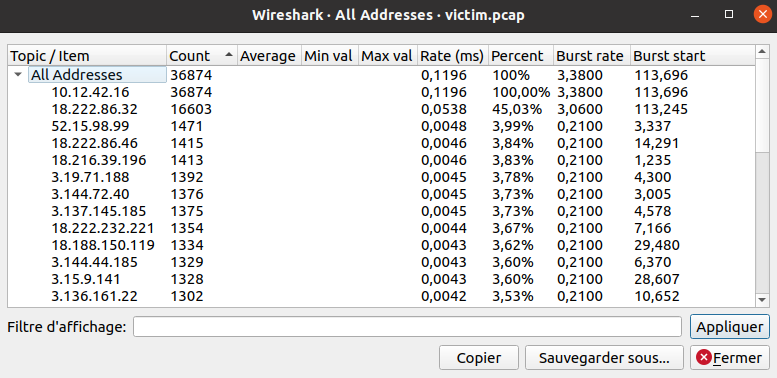 Wireshark · All Addresses · victim.pcap
Topic / Item Count Average Min val Max val Rate (ms) Percent Burst rate Burst start
All Addresses 36874 0,1196 100% 3,3800 113,696
10.12.42.16 36874 0,1196 100,00% 3,3800 113,696
18.222.86.32 16603 0,0538 45,03% 3,0600 113,245
52.15.98.99 1471 0,0048 3,99% 0,2100 3,337
18.222.86.46 1415 0,0046 3,84% 0,2100 14,291
18.216.39.196 1413 0,0046 3,83% 0,2100 1,235
3.19.71.188 1392 0,0045 3,78% 0,2100 4,300
3.144.72.40 1376 0,0045 3,73% 0,2100 3,005
3.137.145.185 1375 0,0045 3,73% 0,2100 4,578
18.222.232.221 1354 0,0044 3,67% 0,2100 7,166
18.188.150.119 1334 0,0043 3,62% 0,2100 29,480
3.144.44.185 1329 0,0043 3,60% 0,2100 6,370
3.15.9.141 1328 0,0043 3,60% 0,2100 28,607
3.136.161.22 1302 0,0042 3,53% 0,2100 10,652
Filtre d'affichage: Appliquer
Copier Sauvegarder sous... Fermer